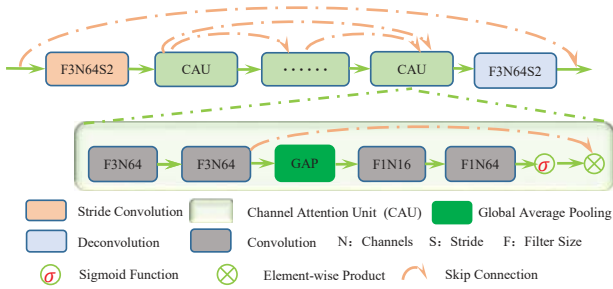 F3N64S2 CAU ······ CAU F3N64S2
F3N64 F3N64 GAP F1N16 F1N64 σ
Stride Convolution Channel Attention Unit (CAU) Global Average Pooling
Deconvolution Convolution N: Channels S: Stride F: Filter Size
σ Sigmoid Function Element-wise Product Skip Connection